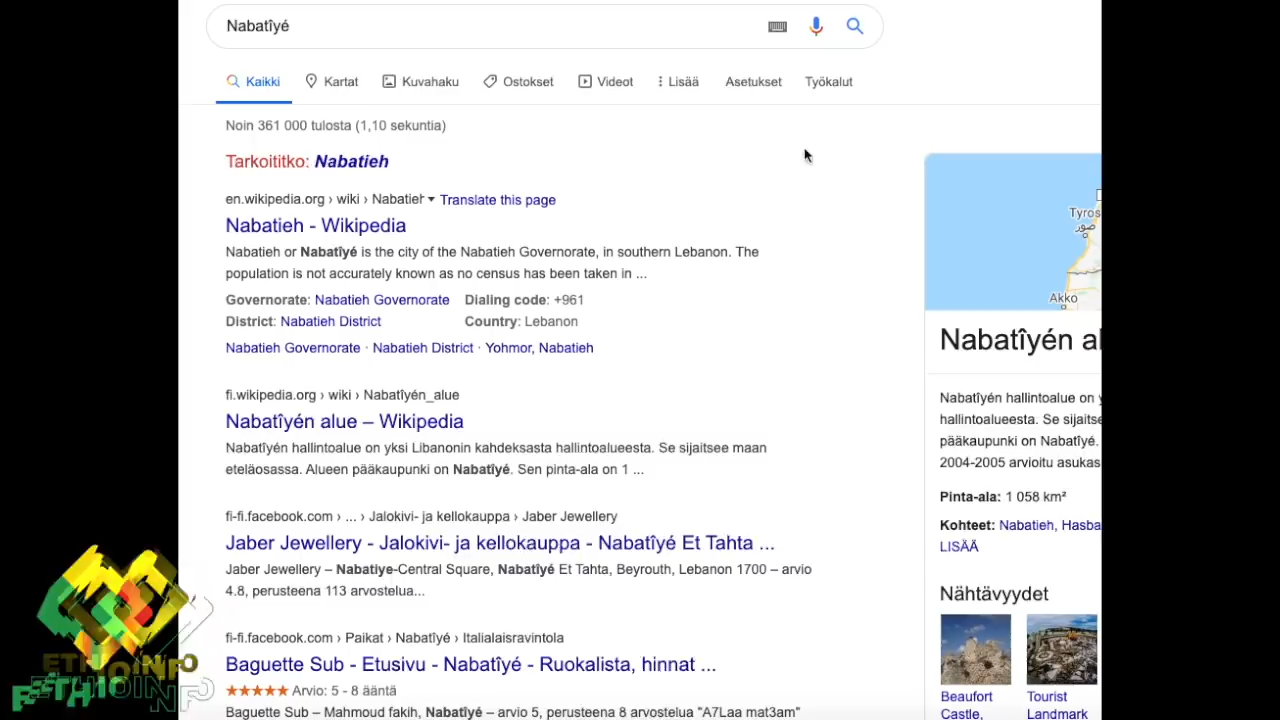 Nabatîyé
Kaikki Kartat Kuvahaku Ostokset Videot Lisää Asetukset Työkalut
Noin 361 000 tulosta (1,10 sekuntia)
Tarkoititko: Nabatieh
en.wikipedia.org › wiki › Nabatieh Translate this page
Nabatieh - Wikipedia
Nabatieh or Nabatîyé is the city of the Nabatieh Governorate, in southern Lebanon. The
population is not accurately known as no census has been taken in ...
Governorate: Nabatieh Governorate Dialing code: +961
District: Nabatieh District Country: Lebanon
Nabatieh Governorate · Nabatieh District · Yohmor, Nabatieh
fi.wikipedia.org › wiki › Nabatîyén_alue
Nabatîyén alue – Wikipedia
Nabatîyén hallintoalue on yksi Libanonin kahdeksasta hallintoalueesta. Se sijaitsee maan
eteläosassa. Alueen pääkaupunki on Nabatîyé. Sen pinta-ala on 1 ...
fi-fi.facebook.com › ... › Jalokivi- ja kellokauppa › Jaber Jewellery
Jaber Jewellery - Jalokivi- ja kellokauppa - Nabatîyé Et Tahta ...
Jaber Jewellery – Nabatiye-Central Square, Nabatîyé Et Tahta, Beyrouth, Lebanon 1700 – arvio
4.8, perusteena 113 arvostelua...
fi-fi.facebook.com › Paikat › Nabatîyé › Italialaisravintola
Baguette Sub - Etusivu - Nabatîyé - Ruokalista, hinnat ...
★★★★★ Arvio: 5 - 8 ääntä
Baguette Sub – Mahmoud fakih, Nabatîyé – arvio 5, perusteena 8 arvostelua "A7Laa mat3am"
Tyros
صور
Akko
Nabatîyén al
Nabatîyén hallintoalue on y
hallintoalueesta. Se sijaitse
pääkaupunki on Nabatîyé.
2004-2005 arvioitu asukas
Pinta-ala: 1 058 km²
Kohteet: Nabatieh, Hasba
LISÄÄ
Nähtävyydet
Beaufort Tourist
Castle, Landmark
ETHIOINFO